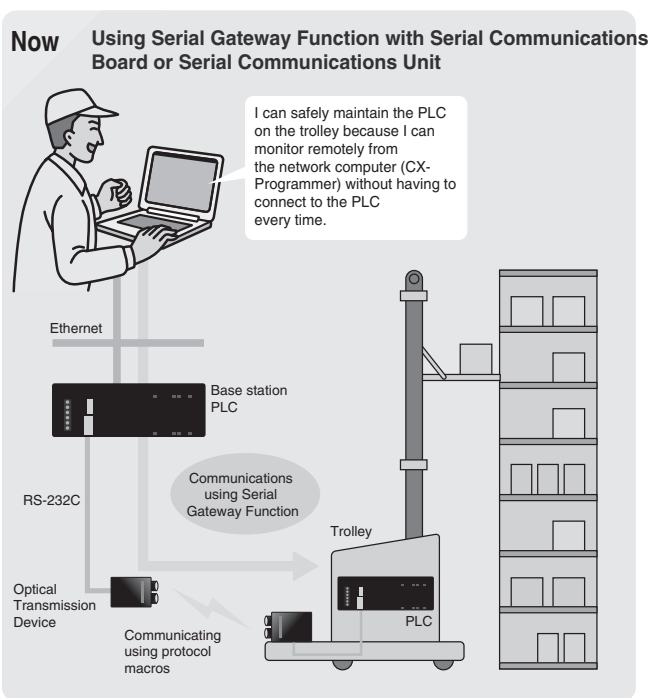 Now
Using Serial Gateway Function with Serial Communications
Board or Serial Communications Unit
I can safely maintain the PLC
on the trolley because I can
monitor remotely from
the network computer (CX-
Programmer) without having to
connect to the PLC
every time.
Ethernet
Base station
PLC
Communications
using Serial
Gateway Function
RS-232C
Trolley
PLC
Optical
Transmission
Device
Communicating
using protocol
macros